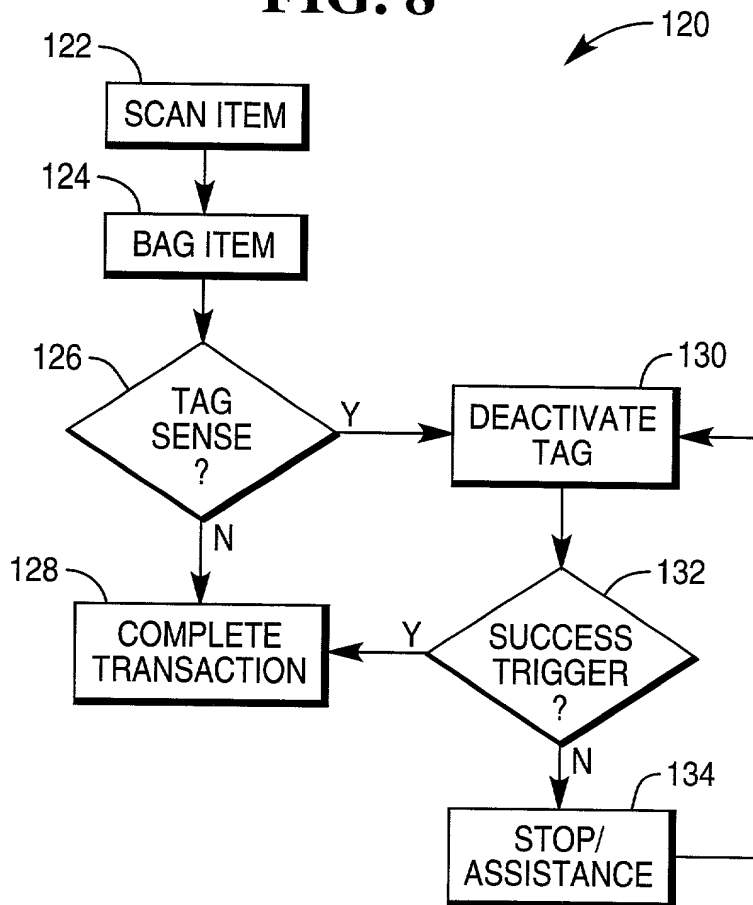 FIG. 8
120
122
SCAN ITEM
124
BAG ITEM
126
TAG
SENSE
?
Y
N
130
DEACTIVATE
TAG
128
COMPLETE
TRANSACTION
132
SUCCESS
TRIGGER
?
Y
N
134
STOP/
ASSISTANCE